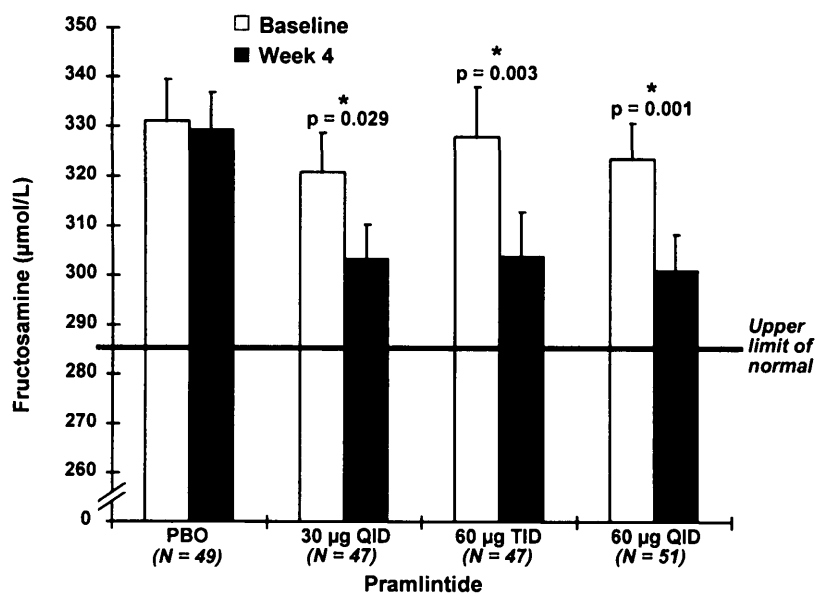 350
340
330
320
310
300
290
280
270
260
0
Fructosamine (µmol/L)
Baseline
Week 4
*
p = 0.029
*
p = 0.003
*
p = 0.001
Upper
limit of
normal
PBO
(N = 49)
30 µg QID
(N = 47)
60 µg TID
(N = 47)
60 µg QID
(N = 51)
Pramlintide